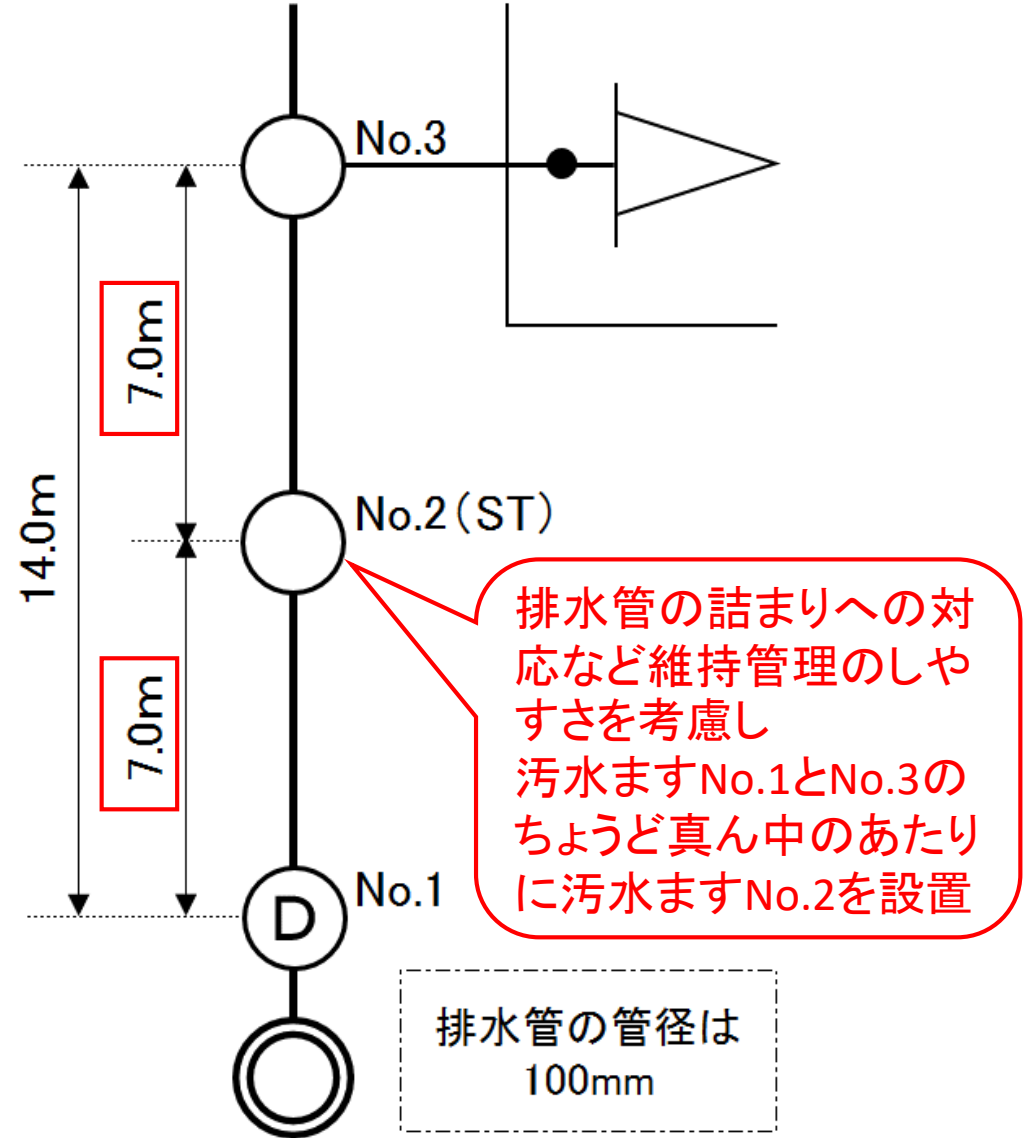 No.3
7.0m
14.0m
No.2(ST)
排水管の詰まりへの対
応など維持管理のしや
すさを考慮し
汚水ますNo.1とNo.3の
ちょうど真ん中のあたり
に汚水ますNo.2を設置
7.0m
No.1
D
排水管の管径は
100mm